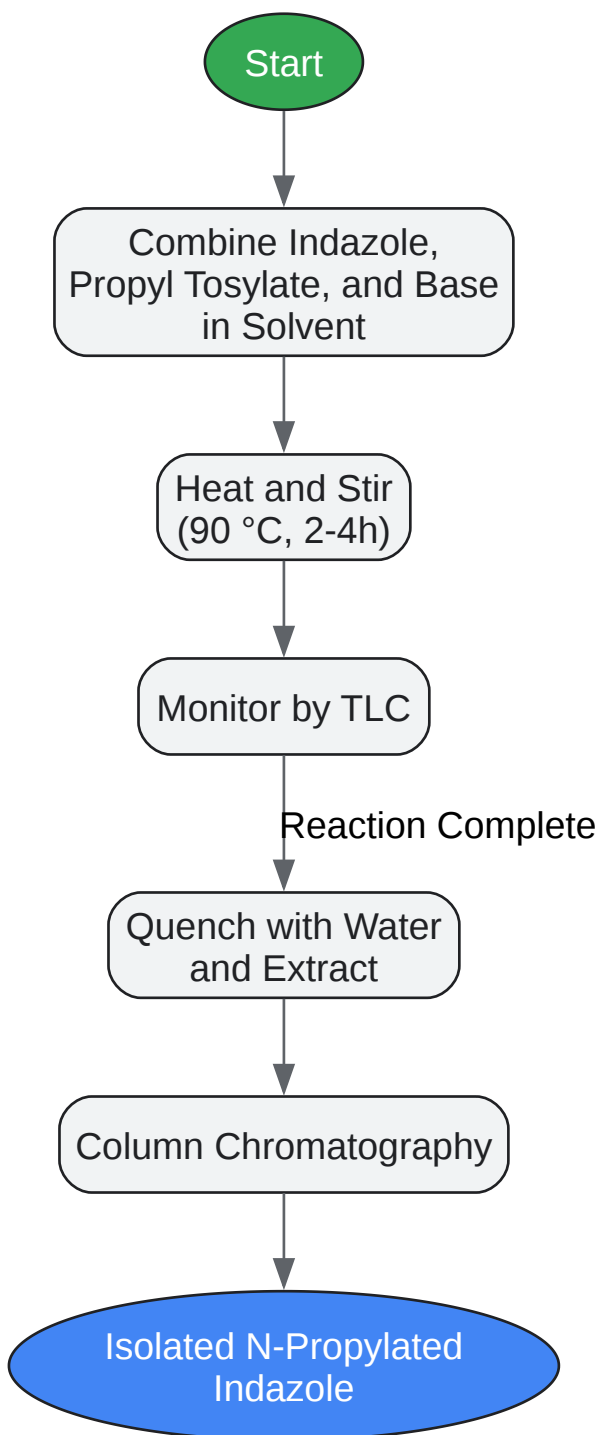 Start
Combine Indazole,
Propyl Tosylate, and Base
in Solvent
Heat and Stir
(90 °C, 2-4h)
Monitor by TLC
Reaction Complete
Quench with Water
and Extract
Column Chromatography
Isolated N-Propylated
Indazole